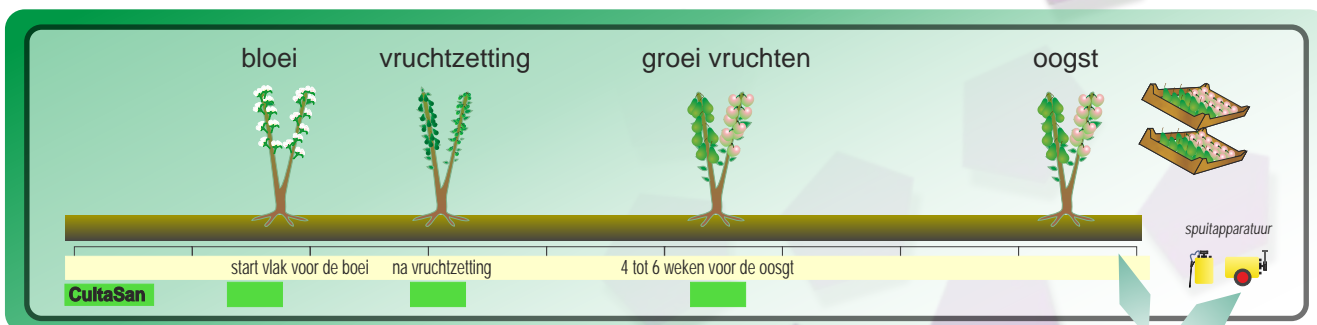 bloei vruchtzetting groei vruchten oogst
spuitapparatuur
start vlak voor de boei na vruchtzetting 4 tot 6 weken voor de oosgt
CultaSan